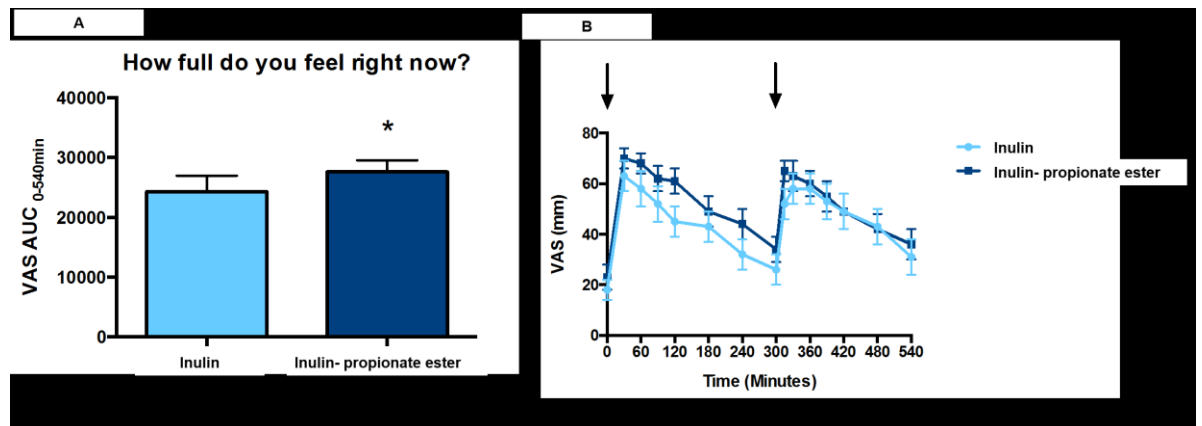 A
B
How full do you feel right now?
VAS AUC 0-540min
40000
30000
20000
10000
0
*
Inulin
Inulin- propionate ester
VAS (mm)
80
60
40
20
0
0 60 120 180 240 300 360 420 480 540
Time (Minutes)
Inulin
Inulin- propionate ester